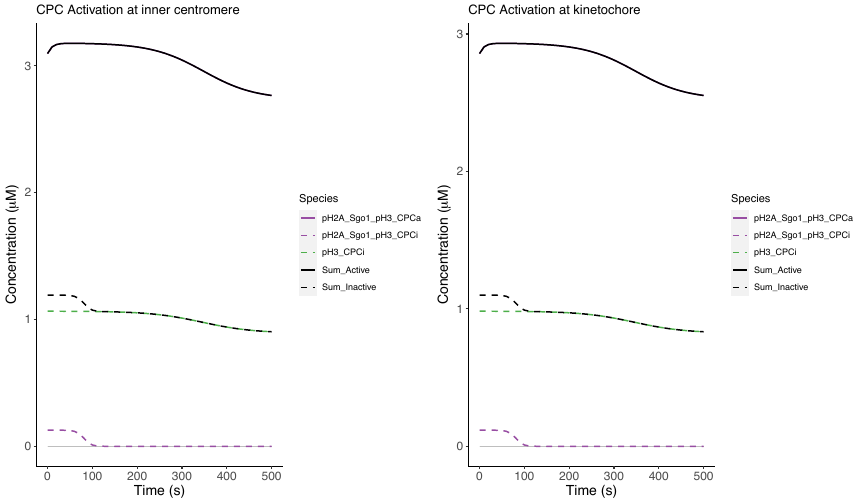 CPC Activation at inner centromere
Concentration (μM)
3
2
1
0
0 100 200 300 400 500
Time (s)
Species
pH2A_Sgo1_pH3_CPCa
pH2A_Sgo1_pH3_CPCi
pH3_CPCi
Sum_Active
Sum_Inactive
CPC Activation at kinetochore
Concentration (μM)
3
2
1
0
0 100 200 300 400 500
Time (s)
Species
pH2A_Sgo1_pH3_CPCa
pH2A_Sgo1_pH3_CPCi
pH3_CPCi
Sum_Active
Sum_Inactive